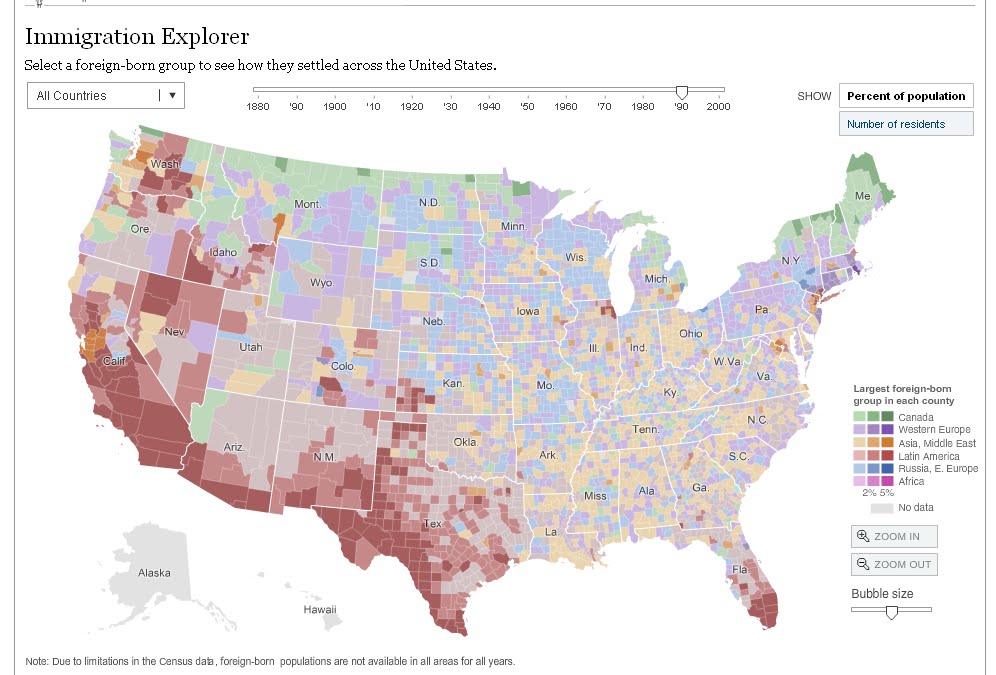 Immigration Explorer
Select a foreign-born group to see how they settled across the United States.
All Countries
1880 '90 1900 '10 1920 '30 1940 '50 1960 '70 1980 '90 2000
SHOW
Percent of population
Number of residents
Wash.
Mont.
N.D.
Minn.
Me
Ore.
Idaho
S.D.
Wis.
Mich.
N.Y.
Wyo.
Neb.
Iowa
Pa.
Nev.
Utah
Colo.
Ill.
Ind.
Ohio
W.Va.
Calif.
Kan.
Mo.
Ky.
Va.
Ariz.
N.M.
Okla.
Ark.
Tenn.
N.C.
S.C.
Tex.
La.
Miss
Ala
Ga.
Fla.
Alaska
Hawaii
Largest foreign-born
group in each county
Canada
Western Europe
Asia, Middle East
Latin America
Russia, E. Europe
Africa
2% 5%
No data
ZOOM IN
ZOOM OUT
Bubble size
Note: Due to limitations in the Census data, foreign-born populations are not available in all areas for all years.